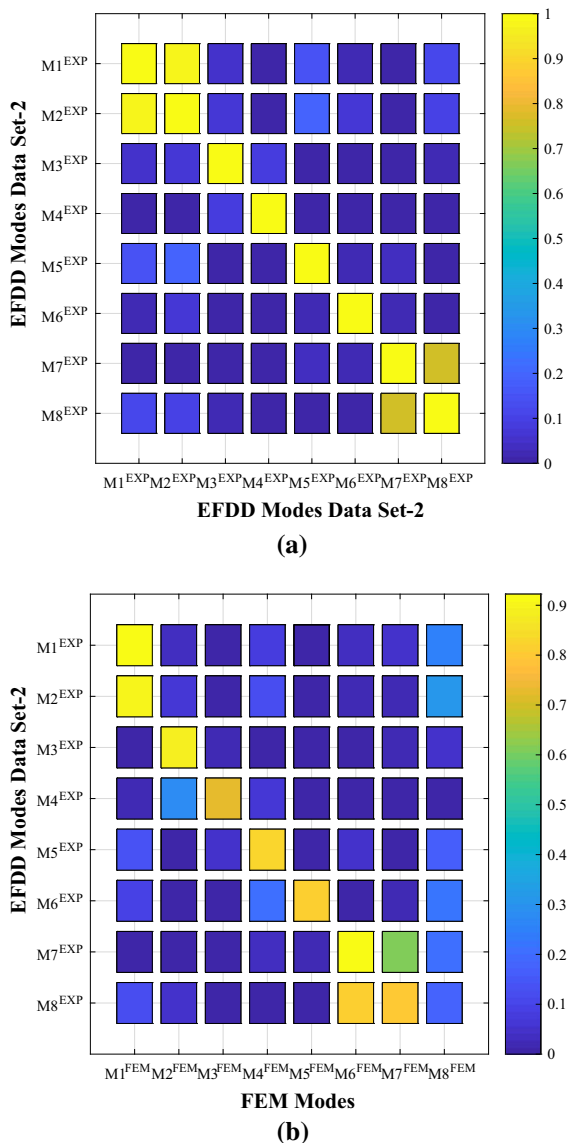 1
M1^EXP
0.9
M2^EXP
0.8
M3^EXP
0.7
0.6
M4^EXP
0.5
M5^EXP
0.4
M6^EXP
0.3
M7^EXP
0.2
M8^EXP
0.1
0
EFDD Modes Data Set-2
M1^EXP M2^EXP M3^EXP M4^EXP M5^EXP M6^EXP M7^EXP M8^EXP
EFDD Modes Data Set-2
(a)
0.9
M1^EXP
0.8
M2^EXP
0.7
M3^EXP
0.6
M4^EXP
0.5
M5^EXP
0.4
M6^EXP
0.3
0.2
M7^EXP
M8^EXP
0.1
0
EFDD Modes Data Set-2
M1^FEM M2^FEM M3^FEM M4^FEM M5^FEM M6^FEM M7^FEM M8^FEM
FEM Modes
(b)